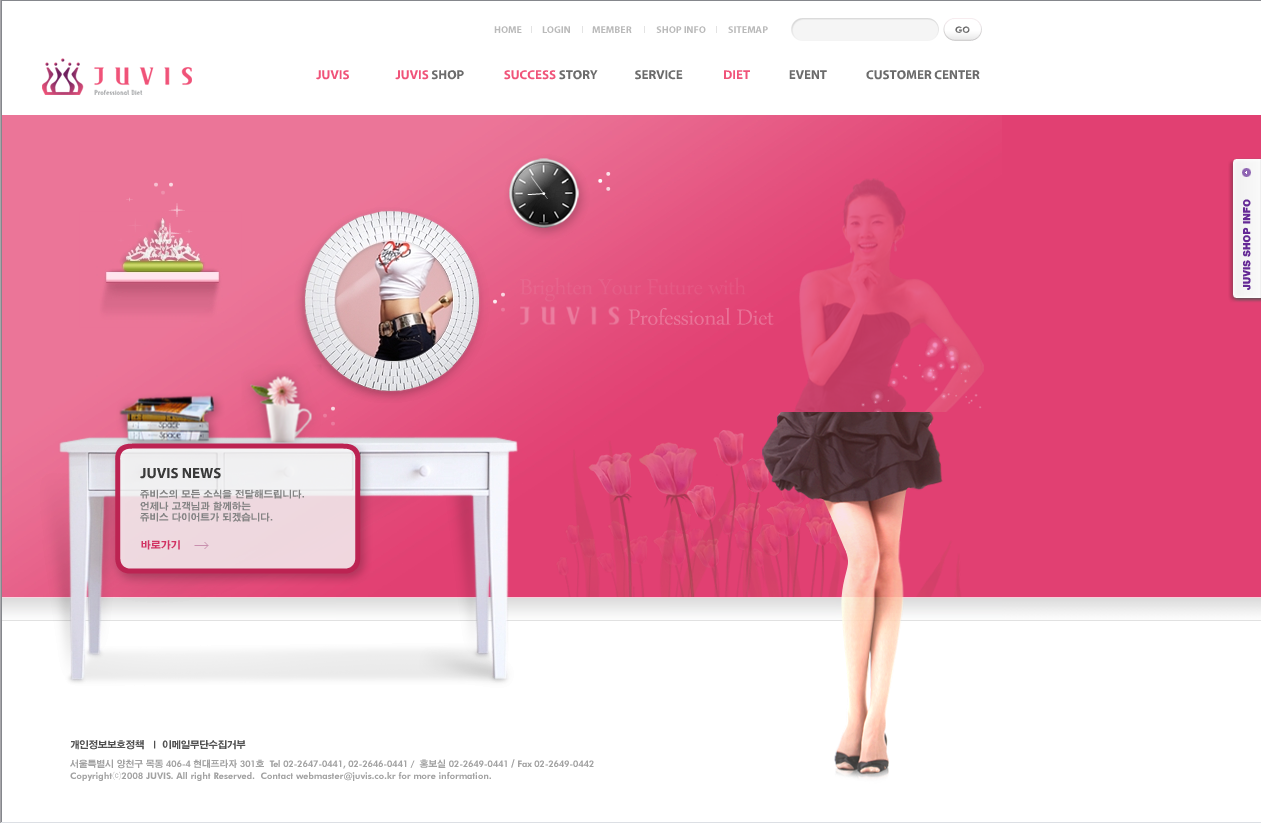 HOME
LOGIN
MEMBER
SHOP INFO
SITEMAP
GO
JUVIS
Professional Diet
JUVIS
JUVIS SHOP
SUCCESS STORY
SERVICE
DIET
EVENT
CUSTOMER CENTER
JUVIS SHOP INFO
Brighten Your Future with
JUVIS Professional Diet
Space
Space
JUVIS NEWS
쥬비스의 모든 소식을 전달해드립니다.
언제나 고객님과 함께하는
쥬비스 다이어트가 되겠습니다.
바로가기
개인정보보호정책 | 이메일무단수집거부
서울특별시 양천구 목동 406-4 현대프라자 301호 Tel 02-2647-0441, 02-2646-0441 / 홍보실 02-2649-0441 / Fax 02-2649-0442
Copyrightⓒ2008 JUVIS. All right Reserved. Contact webmaster@juvis.co.kr for more information.